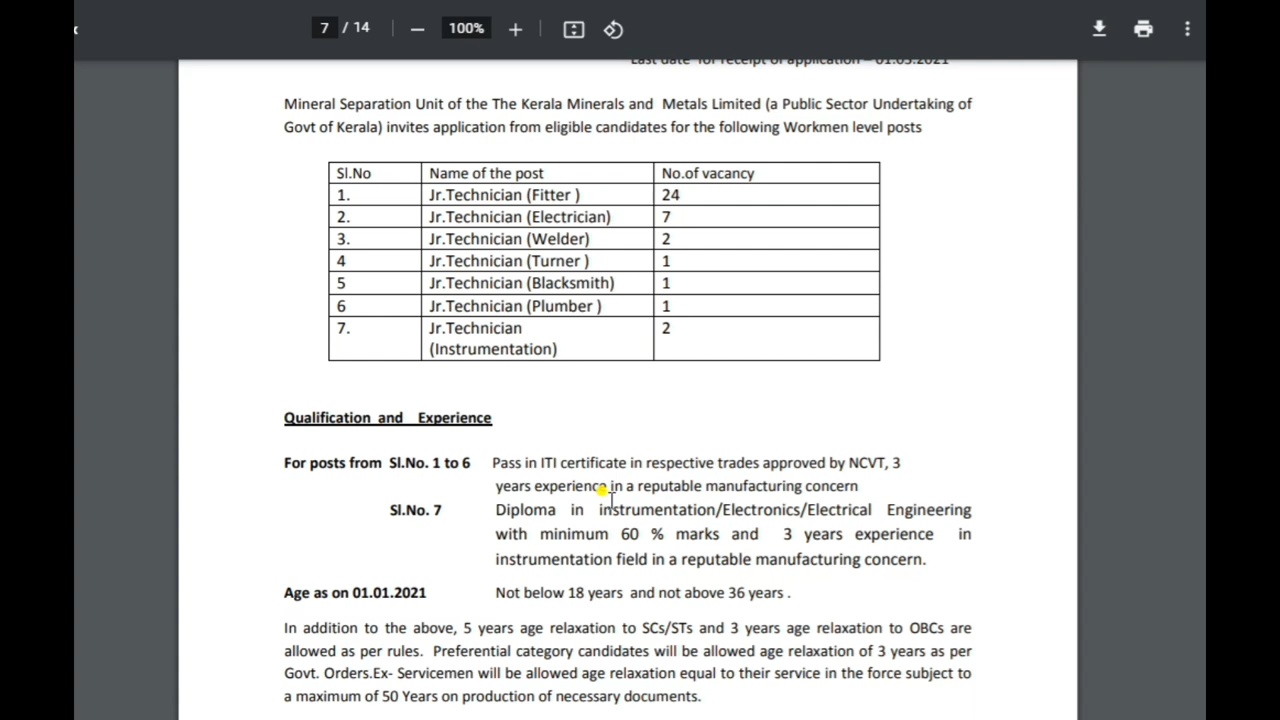 7 / 14
100%
Last date for receipt of application – 01.03.2021
Mineral Separation Unit of the The Kerala Minerals and Metals Limited (a Public Sector Undertaking of
Govt of Kerala) invites application from eligible candidates for the following Workmen level posts
Sl.No Name of the post No.of vacancy
1. Jr.Technician (Fitter ) 24
2. Jr.Technician (Electrician) 7
3. Jr.Technician (Welder) 2
4 Jr.Technician (Turner ) 1
5 Jr.Technician (Blacksmith) 1
6 Jr.Technician (Plumber ) 1
7. Jr.Technician 2
(Instrumentation)
Qualification and Experience
For posts from Sl.No. 1 to 6 Pass in ITI certificate in respective trades approved by NCVT, 3
years experience in a reputable manufacturing concern
Sl.No. 7 Diploma in instrumentation/Electronics/Electrical Engineering
with minimum 60 % marks and 3 years experience in
instrumentation field in a reputable manufacturing concern.
Age as on 01.01.2021 Not below 18 years and not above 36 years .
In addition to the above, 5 years age relaxation to SCs/STs and 3 years age relaxation to OBCs are
allowed as per rules. Preferential category candidates will be allowed age relaxation of 3 years as per
Govt. Orders.Ex- Servicemen will be allowed age relaxation equal to their service in the force subject to
a maximum of 50 Years on production of necessary documents.